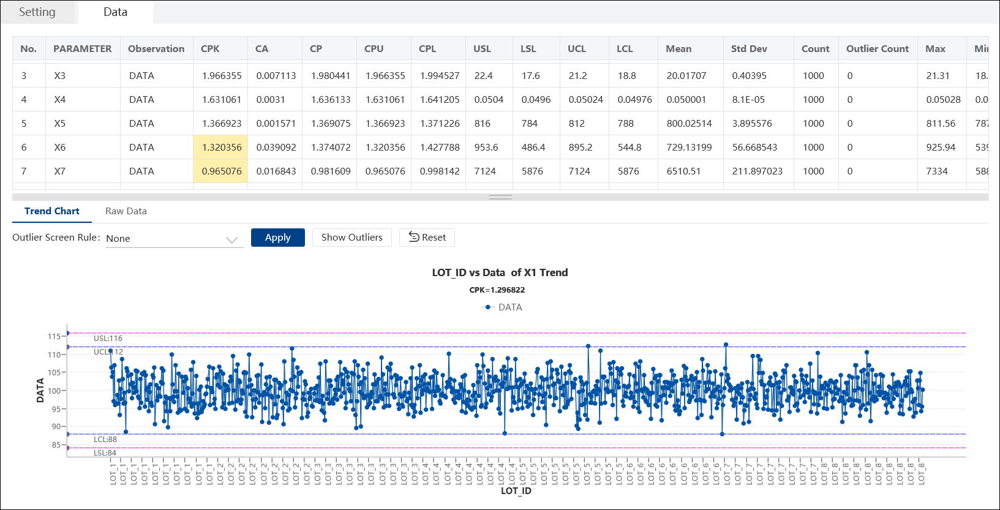 Setting Data
No. PARAMETER Observation CPK CA CP CPU CPL USL LSL UCL LCL Mean Std Dev Count Outlier Count Max Min
3 X3 DATA 1.966355 0.007113 1.980441 1.966355 1.994527 22.4 17.6 21.2 18.8 20.01707 0.40395 1000 0 21.31 18.
4 X4 DATA 1.631061 0.0031 1.636133 1.631061 1.641205 0.0504 0.0496 0.05024 0.04976 0.050001 8.1E-05 1000 0 0.05028 0.0
5 X5 DATA 1.366923 0.001571 1.369075 1.366923 1.371226 816 784 812 788 800.02514 3.895576 1000 0 811.56 787
6 X6 DATA 1.320356 0.039092 1.374072 1.320356 1.427788 953.6 486.4 895.2 544.8 729.13199 56.668543 1000 0 925.94 539
7 X7 DATA 0.965076 0.016843 0.981609 0.965076 0.998142 7124 5876 7124 5876 6510.51 211.897023 1000 0 7334 588
Trend Chart Raw Data
Outlier Screen Rule: None Apply Show Outliers Reset
LOT_ID vs Data of X1 Trend
CPK=1.296822
DATA
115
USL:116
110
UCL:112
105
100
95
90
LCL:88
85
LSL:84
DATA
LOT_1 LOT_1 LOT_1 LOT_1 LOT_1 LOT_1 LOT_1 LOT_1 LOT_1 LOT_1 LOT_2 LOT_2 LOT_2 LOT_2 LOT_2 LOT_2 LOT_2 LOT_2 LOT_2 LOT_3 LOT_3 LOT_3 LOT_3 LOT_3 LOT_3 LOT_3 LOT_3 LOT_3 LOT_3 LOT_4 LOT_4 LOT_4 LOT_4 LOT_4 LOT_4 LOT_4 LOT_4 LOT_4 LOT_5 LOT_5 LOT_5 LOT_5 LOT_5 LOT_5 LOT_5 LOT_5 LOT_5 LOT_6 LOT_6 LOT_6 LOT_6 LOT_6 LOT_6 LOT_6 LOT_6 LOT_6 LOT_7 LOT_7 LOT_7 LOT_7 LOT_7 LOT_7 LOT_7 LOT_7 LOT_7 LOT_8 LOT_8 LOT_8 LOT_8 LOT_8 LOT_8 LOT_8 LOT_8 LOT_8 LOT_8
LOT_ID